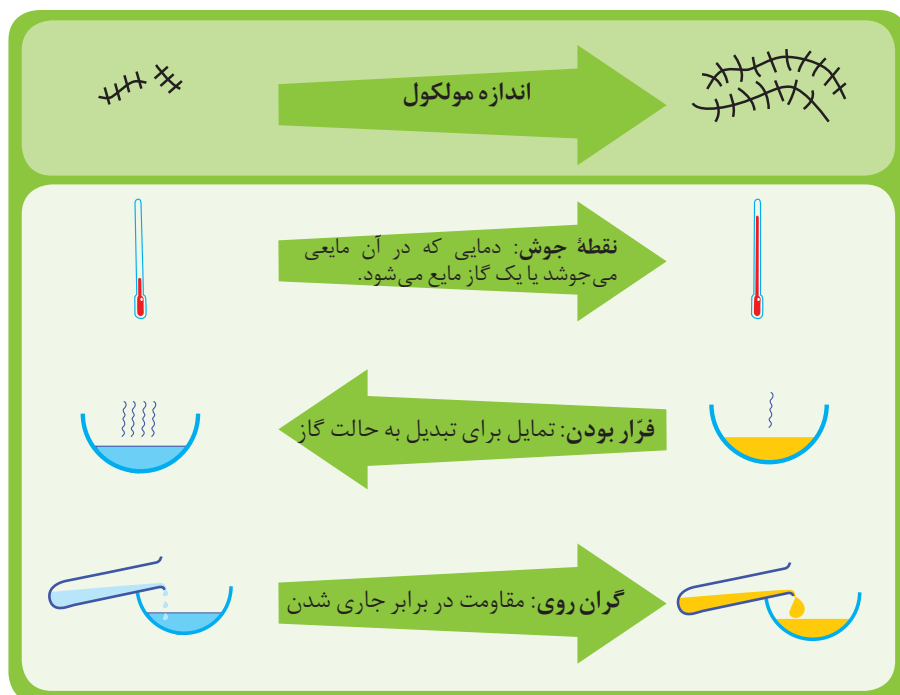 اندازه مولکول
نقطهٔ جوش: دمایی که در آن مایعی
می‌جوشد یا یک گاز مایع می‌شود.
فرّار بودن: تمایل برای تبدیل به حالت گاز
گران روی: مقاومت در برابر جاری شدن